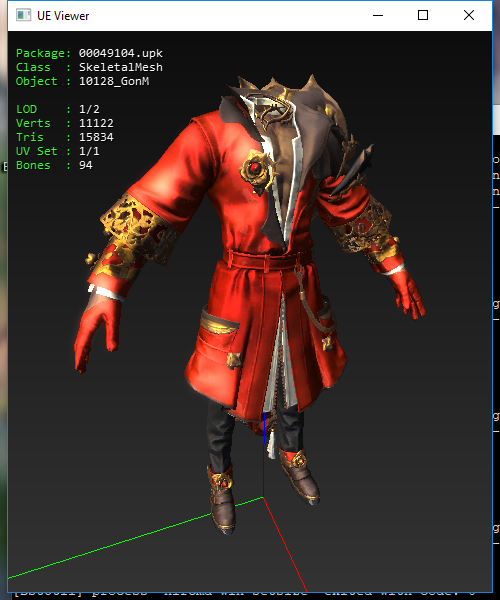 UE Viewer
Package: 00049104.upk
Class  : SkeletalMesh
Object : 10128_GonM
LOD    : 1/2
Verts  : 11122
Tris   : 15834
UV Set : 1/1
Bones  : 94